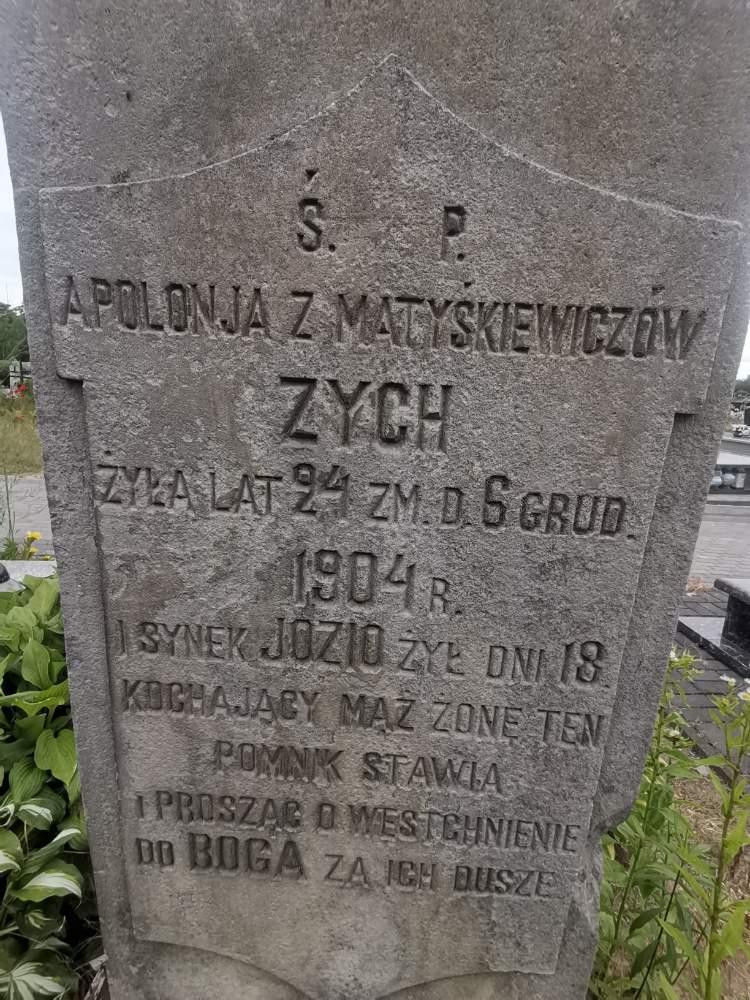 Ś. P.
APOLONJA Z MATYŚKIEWICZÓW
ZYCH
ŻYŁA LAT 24 ZM. D. 6 GRUD.
1904 R.
I SYNEK JÓZIO ŻYŁ DNI 18.
KOCHAJĄCY MĄŻ ŻONĘ TEN
POMNIK STAWIA
I PROSZĄC O WESTCHNIENIE
DO BOGA ZA ICH DUSZE